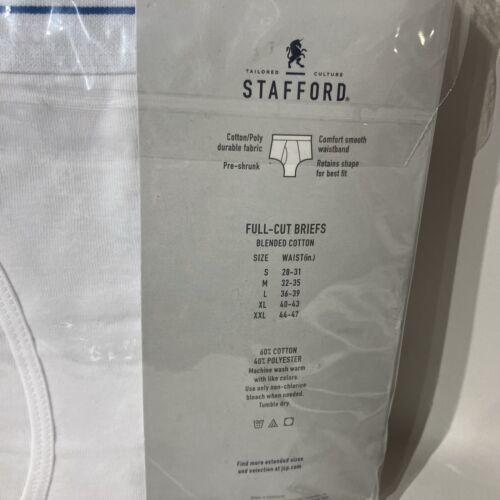 TAILORED CULTURE
STAFFORD®
Cotton/Poly
durable fabric
Comfort smooth
waistband
Pre-shrunk
Retains shape
for best fit
FULL-CUT BRIEFS
BLENDED COTTON
SIZE WAIST(in.)
S 28-31
M 32-35
L 36-39
XL 40-43
XXL 44-47
60% COTTON
40% POLYESTER
Machine wash warm
with like colors.
Use only non-chlorine
bleach when needed.
Tumble dry.
Find more extended sizes
and selection at jcp.com